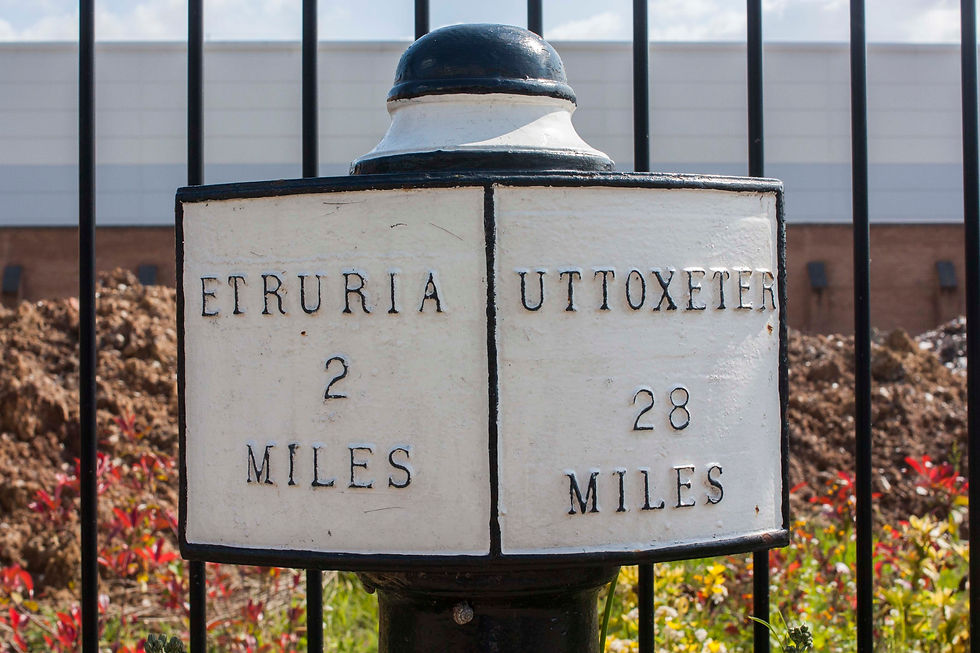 ETRURIA
2
MILES
UTTOXETER
28
MILES